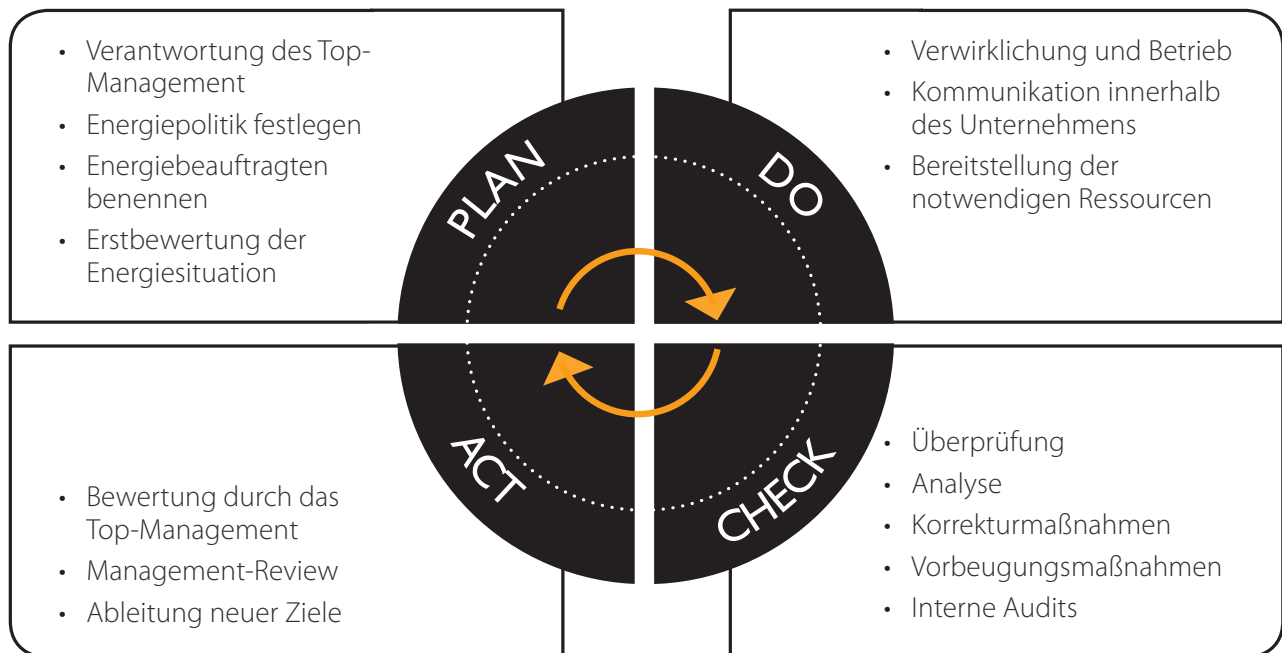 • Verantwortung des Top-
Management
• Energiepolitik festlegen
• Energiebeauftragten
benennen
• Erstbewertung der
Energiesituation
PLAN
DO
• Verwirklichung und Betrieb
• Kommunikation innerhalb
des Unternehmens
• Bereitstellung der
notwendigen Ressourcen
• Bewertung durch das
Top-Management
• Management-Review
• Ableitung neuer Ziele
ACT
CHECK
• Überprüfung
• Analyse
• Korrekturmaßnahmen
• Vorbeugungsmaßnahmen
• Interne Audits